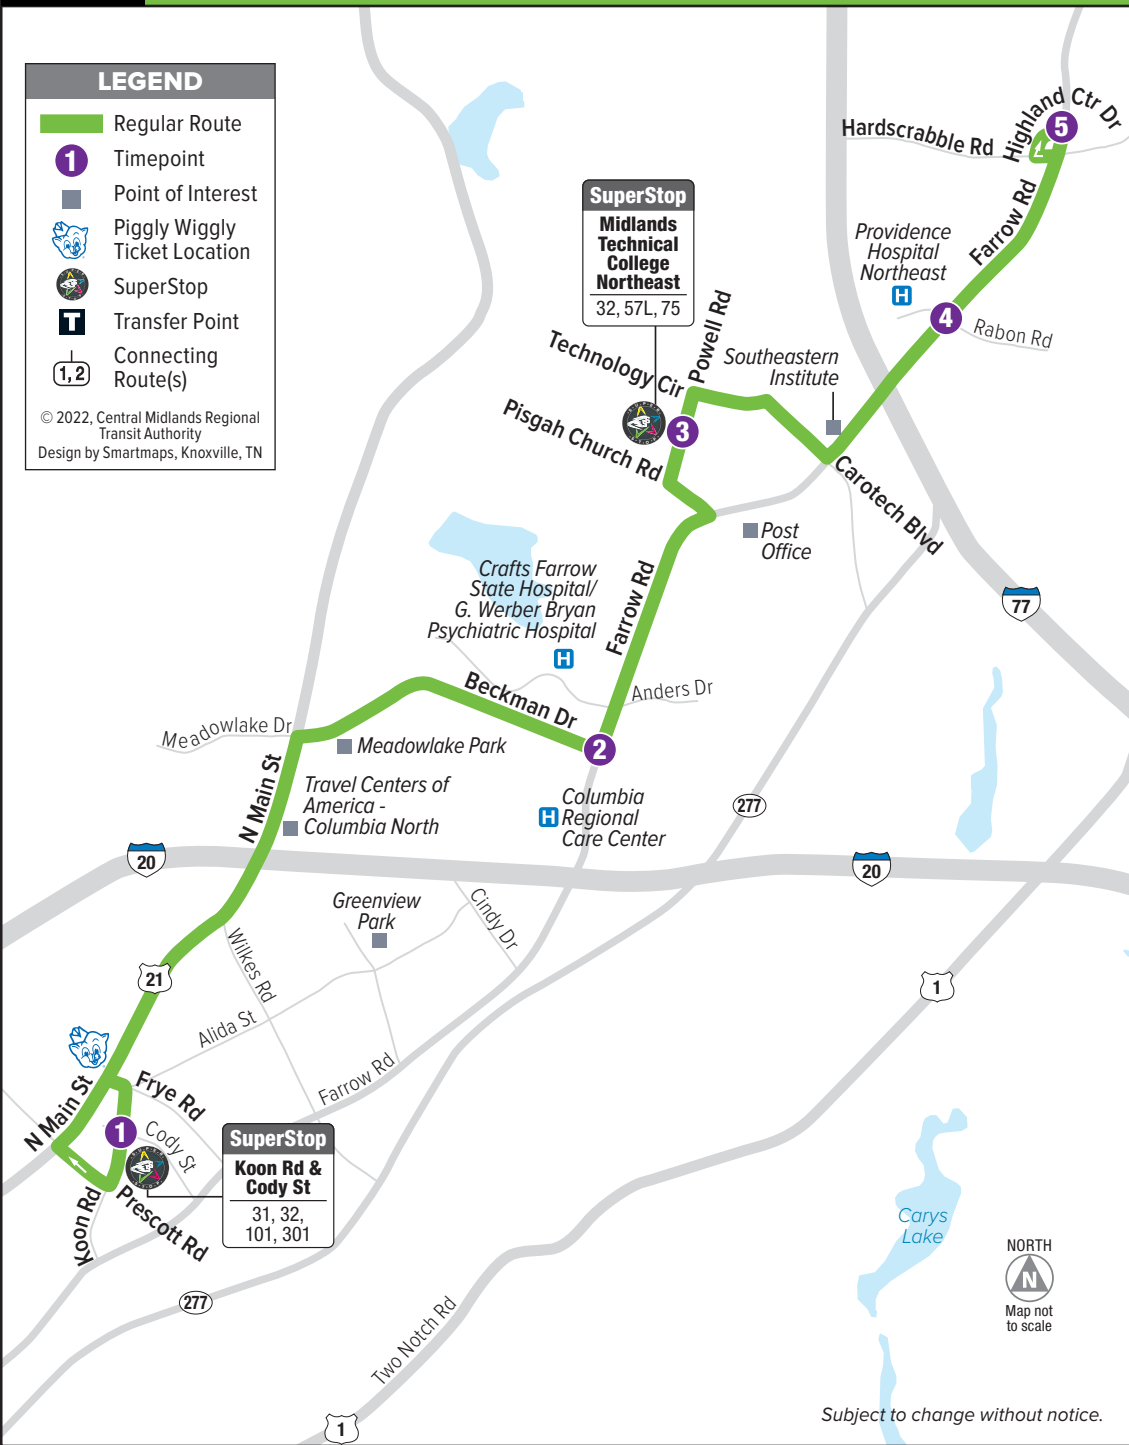 LEGEND
Regular Route
1
Timepoint
Point of Interest
Piggly Wiggly
Ticket Location
SuperStop
T
Transfer Point
1, 2
Connecting
Route(s)
© 2022, Central Midlands Regional
Transit Authority
Design by Smartmaps, Knoxville, TN
Highland Ctr Dr
5
Hardscrabble Rd
Farrow Rd
Providence
Hospital
Northeast
H
4
Rabon Rd
SuperStop
Midlands
Technical
College
Northeast
32, 57L, 75
Powell Rd
Technology Cir
Southeastern
Institute
Pisgah Church Rd
3
Carotech Blvd
Post
Office
77
Crafts Farrow
State Hospital/
G. Werber Bryan
Psychiatric Hospital
H
Farrow Rd
Anders Dr
Beckman Dr
2
Meadowlake Dr
Meadowlake Park
N Main St
Travel Centers of
America -
Columbia North
H
Columbia
Regional
Care Center
277
20
20
Greenview
Park
Cindy Dr
Wilkes Rd
21
1
Alida St
Farrow Rd
N Main St
Frye Rd
1
Cody St
SuperStop
Koon Rd &
Cody St
31, 32,
101, 301
Koon Rd
Prescott Rd
277
Carys
Lake
NORTH
N
Map not
to scale
Two Notch Rd
1
Subject to change without notice.